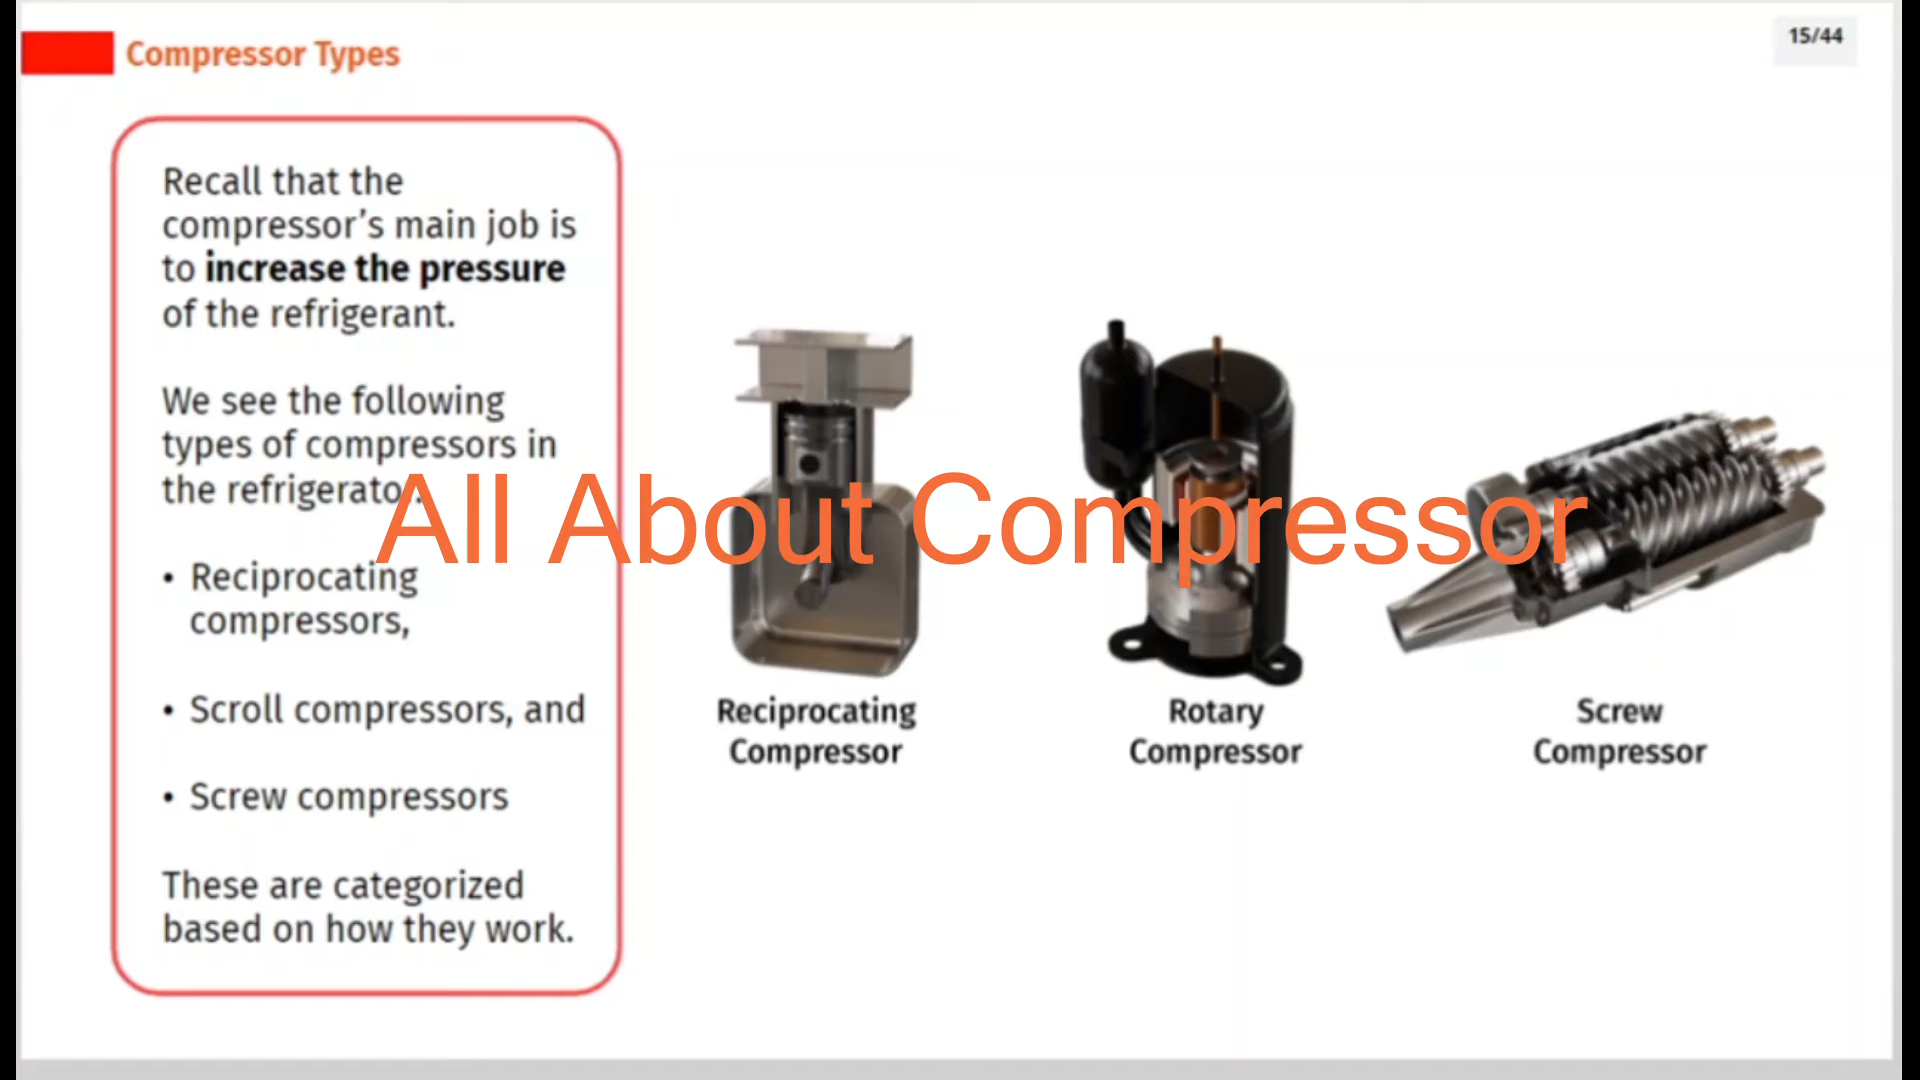 Compressor Types
15/44
Recall that the
compressor's main job is
to increase the pressure
of the refrigerant.
We see the following
types of compressors in
the refrigerator.
All About Compressor
• Reciprocating
compressors,
• Scroll compressors, and
• Screw compressors
These are categorized
based on how they work.
Reciprocating
Compressor
Rotary
Compressor
Screw
Compressor